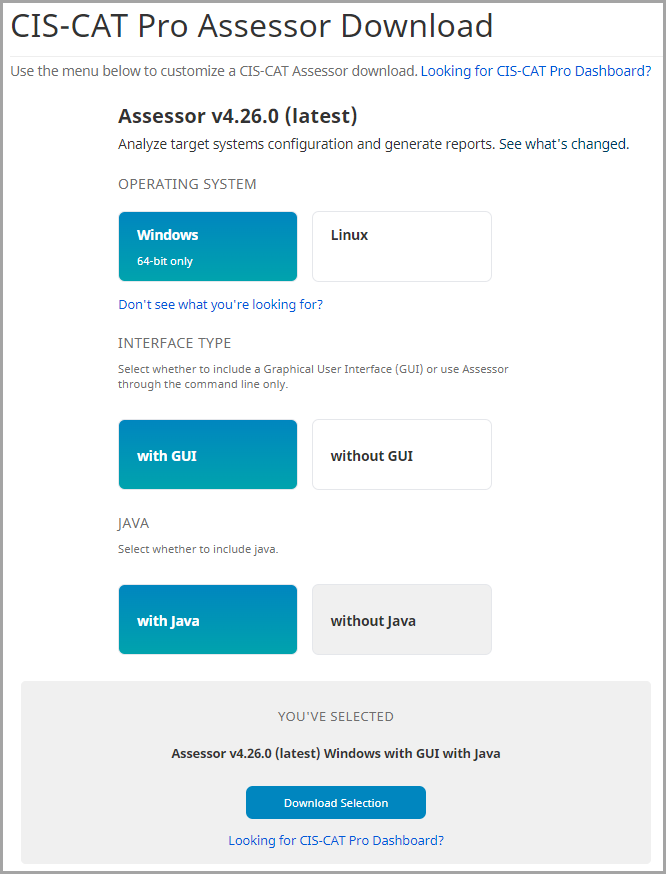 CIS-CAT Pro Assessor Download
Use the menu below to customize a CIS-CAT Assessor download. Looking for CIS-CAT Pro Dashboard?
Assessor v4.26.0 (latest)
Analyze target systems configuration and generate reports. See what's changed.
OPERATING SYSTEM
Windows
64-bit only
Linux
Don't see what you're looking for?
INTERFACE TYPE
Select whether to include a Graphical User Interface (GUI) or use Assessor
through the command line only.
with GUI
without GUI
JAVA
Select whether to include java.
with Java
without Java
YOU'VE SELECTED
Assessor v4.26.0 (latest) Windows with GUI with Java
Download Selection
Looking for CIS-CAT Pro Dashboard?